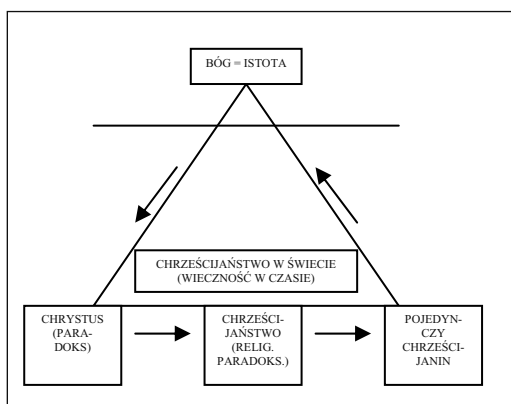 BÓG = ISTOTA
CHRZEŚCIJAŃSTWO W ŚWIECIE
(WIECZNOŚĆ W CZASIE)
CHRYSTUS
(PARA-
DOKS)
CHRZEŚCI-
JAŃSTWO
(RELIG.
PARADOKS.)
POJEDYN-
CZY
CHRZEŚCI-
JANIN